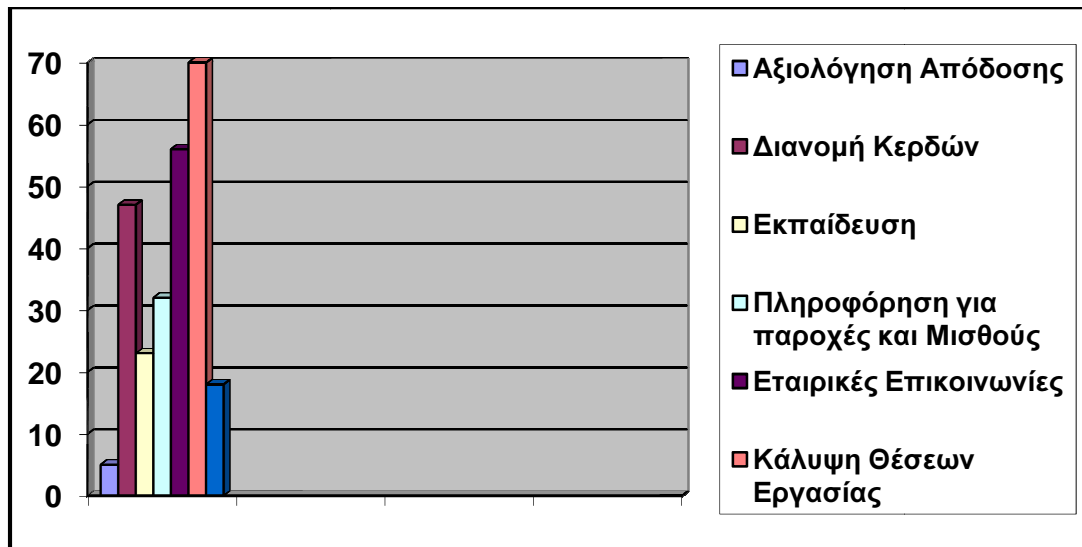 70
60
50
40
30
20
10
0
Αξιολόγηση Απόδοσης
Διανομή Κερδών
Εκπαίδευση
Πληροφόρηση για
παροχές και Μισθούς
Εταιρικές Επικοινωνίες
Κάλυψη Θέσεων
Εργασίας